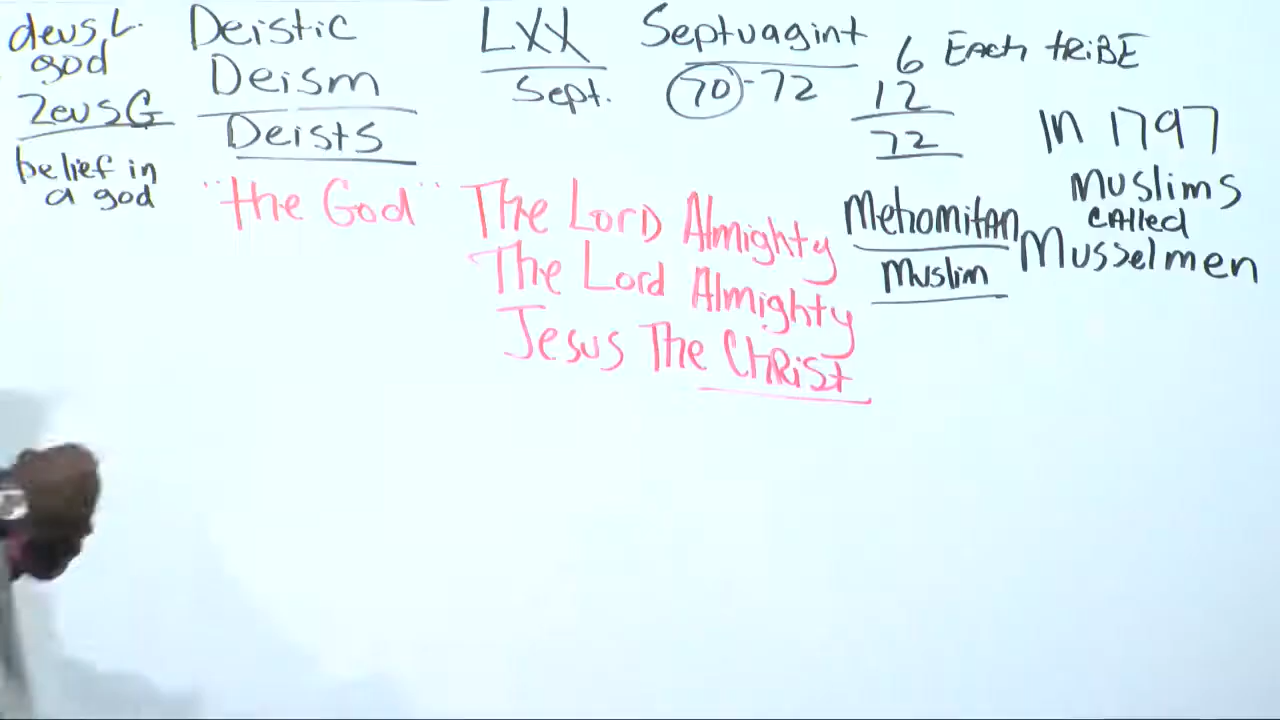 deus, L.
god
Zeus G
belief in
a god
Deistic
Deism
Deists
"the God"
LXX
Sept.
Septuagint
70-72
6 Each triBE
12
72
In 1797
Muslims
CAlled
Musselmen
Mehomitan
Muslim
The LorD Almighty
The Lord Almighty
Jesus The ChRist